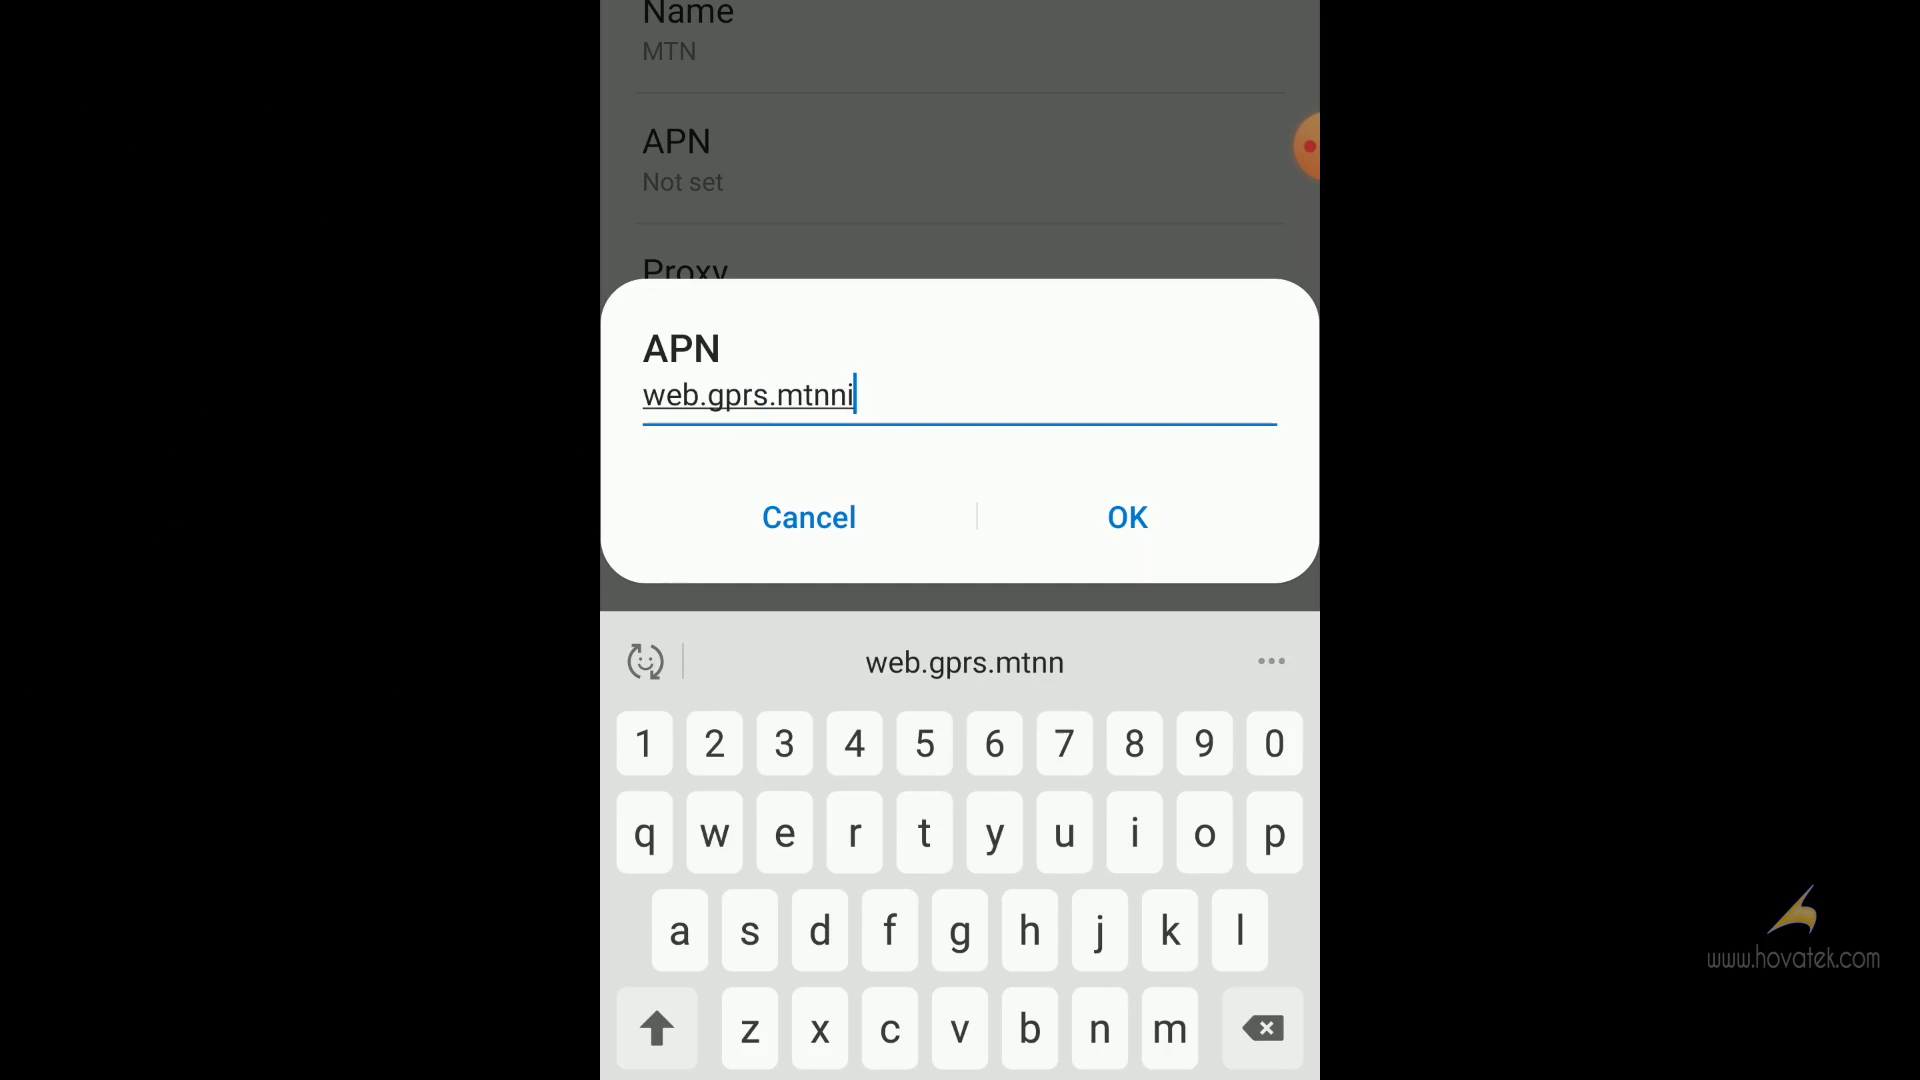 Name
MTN
APN
Not set
Proxy
APN
web.gprs.mtnni
Cancel
OK
web.gprs.mtnn
1 2 3 4 5 6 7 8 9 0
q w e r t y u i o p
a s d f g h j k l
z x c v b n m
www.hovatek.com